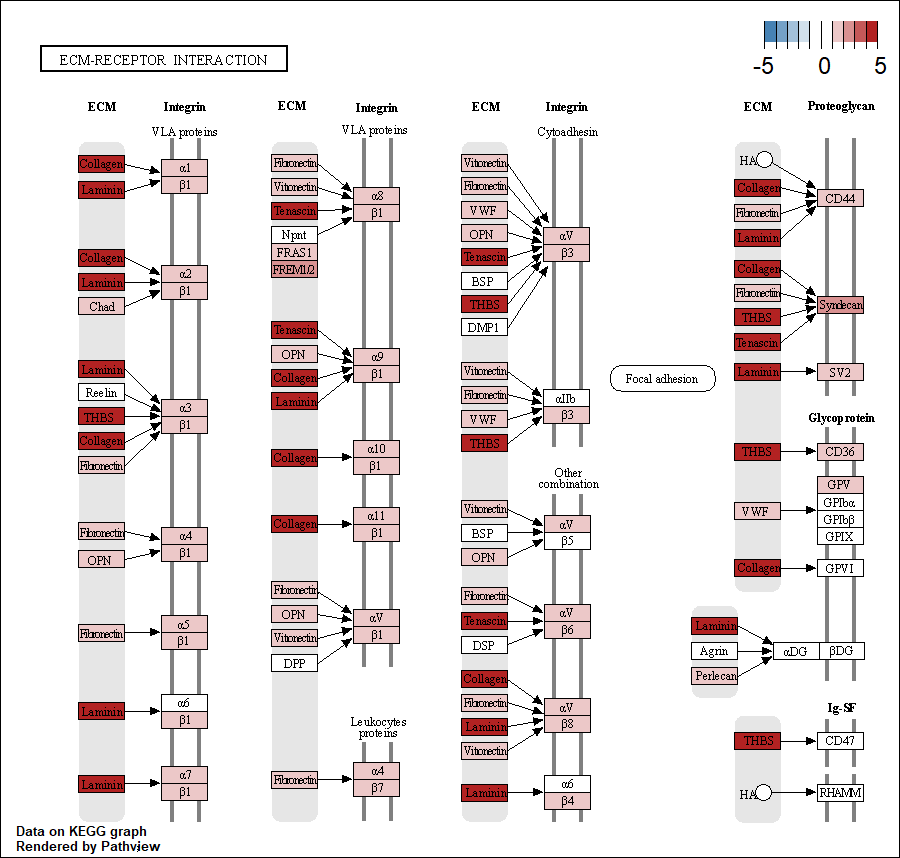 ECM-RECEPTOR INTERACTION
-5 0 5
ECM
Integrin
VLA proteins
Collagen
Laminin
α1
β1
Collagen
Laminin
Chad
α2
β1
Laminin
Reelin
THBS
Collagen
Fibronectin
α3
β1
Fibronectin
OPN
α4
β1
Fibronectin
α5
β1
Laminin
α6
β1
Laminin
α7
β1
ECM
Integrin
VLA proteins
Fibronectin
Vitronectin
Tenascin
Npnt
FRAS1
FREM1/2
α8
β1
Tenascin
OPN
Collagen
Laminin
α9
β1
Collagen
α10
β1
Collagen
α11
β1
Fibronectin
OPN
Vitronectin
DPP
αV
β1
Leukocytes
proteins
Fibronectin
α4
β7
ECM
Integrin
Cytoadhesin
Vitronectin
Fibronectin
VWF
OPN
Tenascin
BSP
THBS
DMP1
αV
β3
Vitronectin
Fibronectin
VWF
THBS
αIIb
β3
Other
combination
Vitronectin
BSP
OPN
αV
β5
Fibronectin
Tenascin
DSP
αV
β6
Collagen
Fibronectin
Laminin
Vitronectin
αV
β8
Laminin
α6
β4
Focal adhesion
ECM
Proteoglycan
HA
Collagen
Fibronectin
Laminin
CD44
Collagen
Fibronectin
THBS
Tenascin
Syndecan
Laminin
SV2
Glycoprotein
THBS
CD36
VWF
GPV
GPIbα
GPIbβ
GPIX
Collagen
GPVI
Laminin
Agrin
Perlecan
αDG
βDG
Ig-SF
THBS
CD47
HA
RHAMM
Data on KEGG graph
Rendered by Pathview